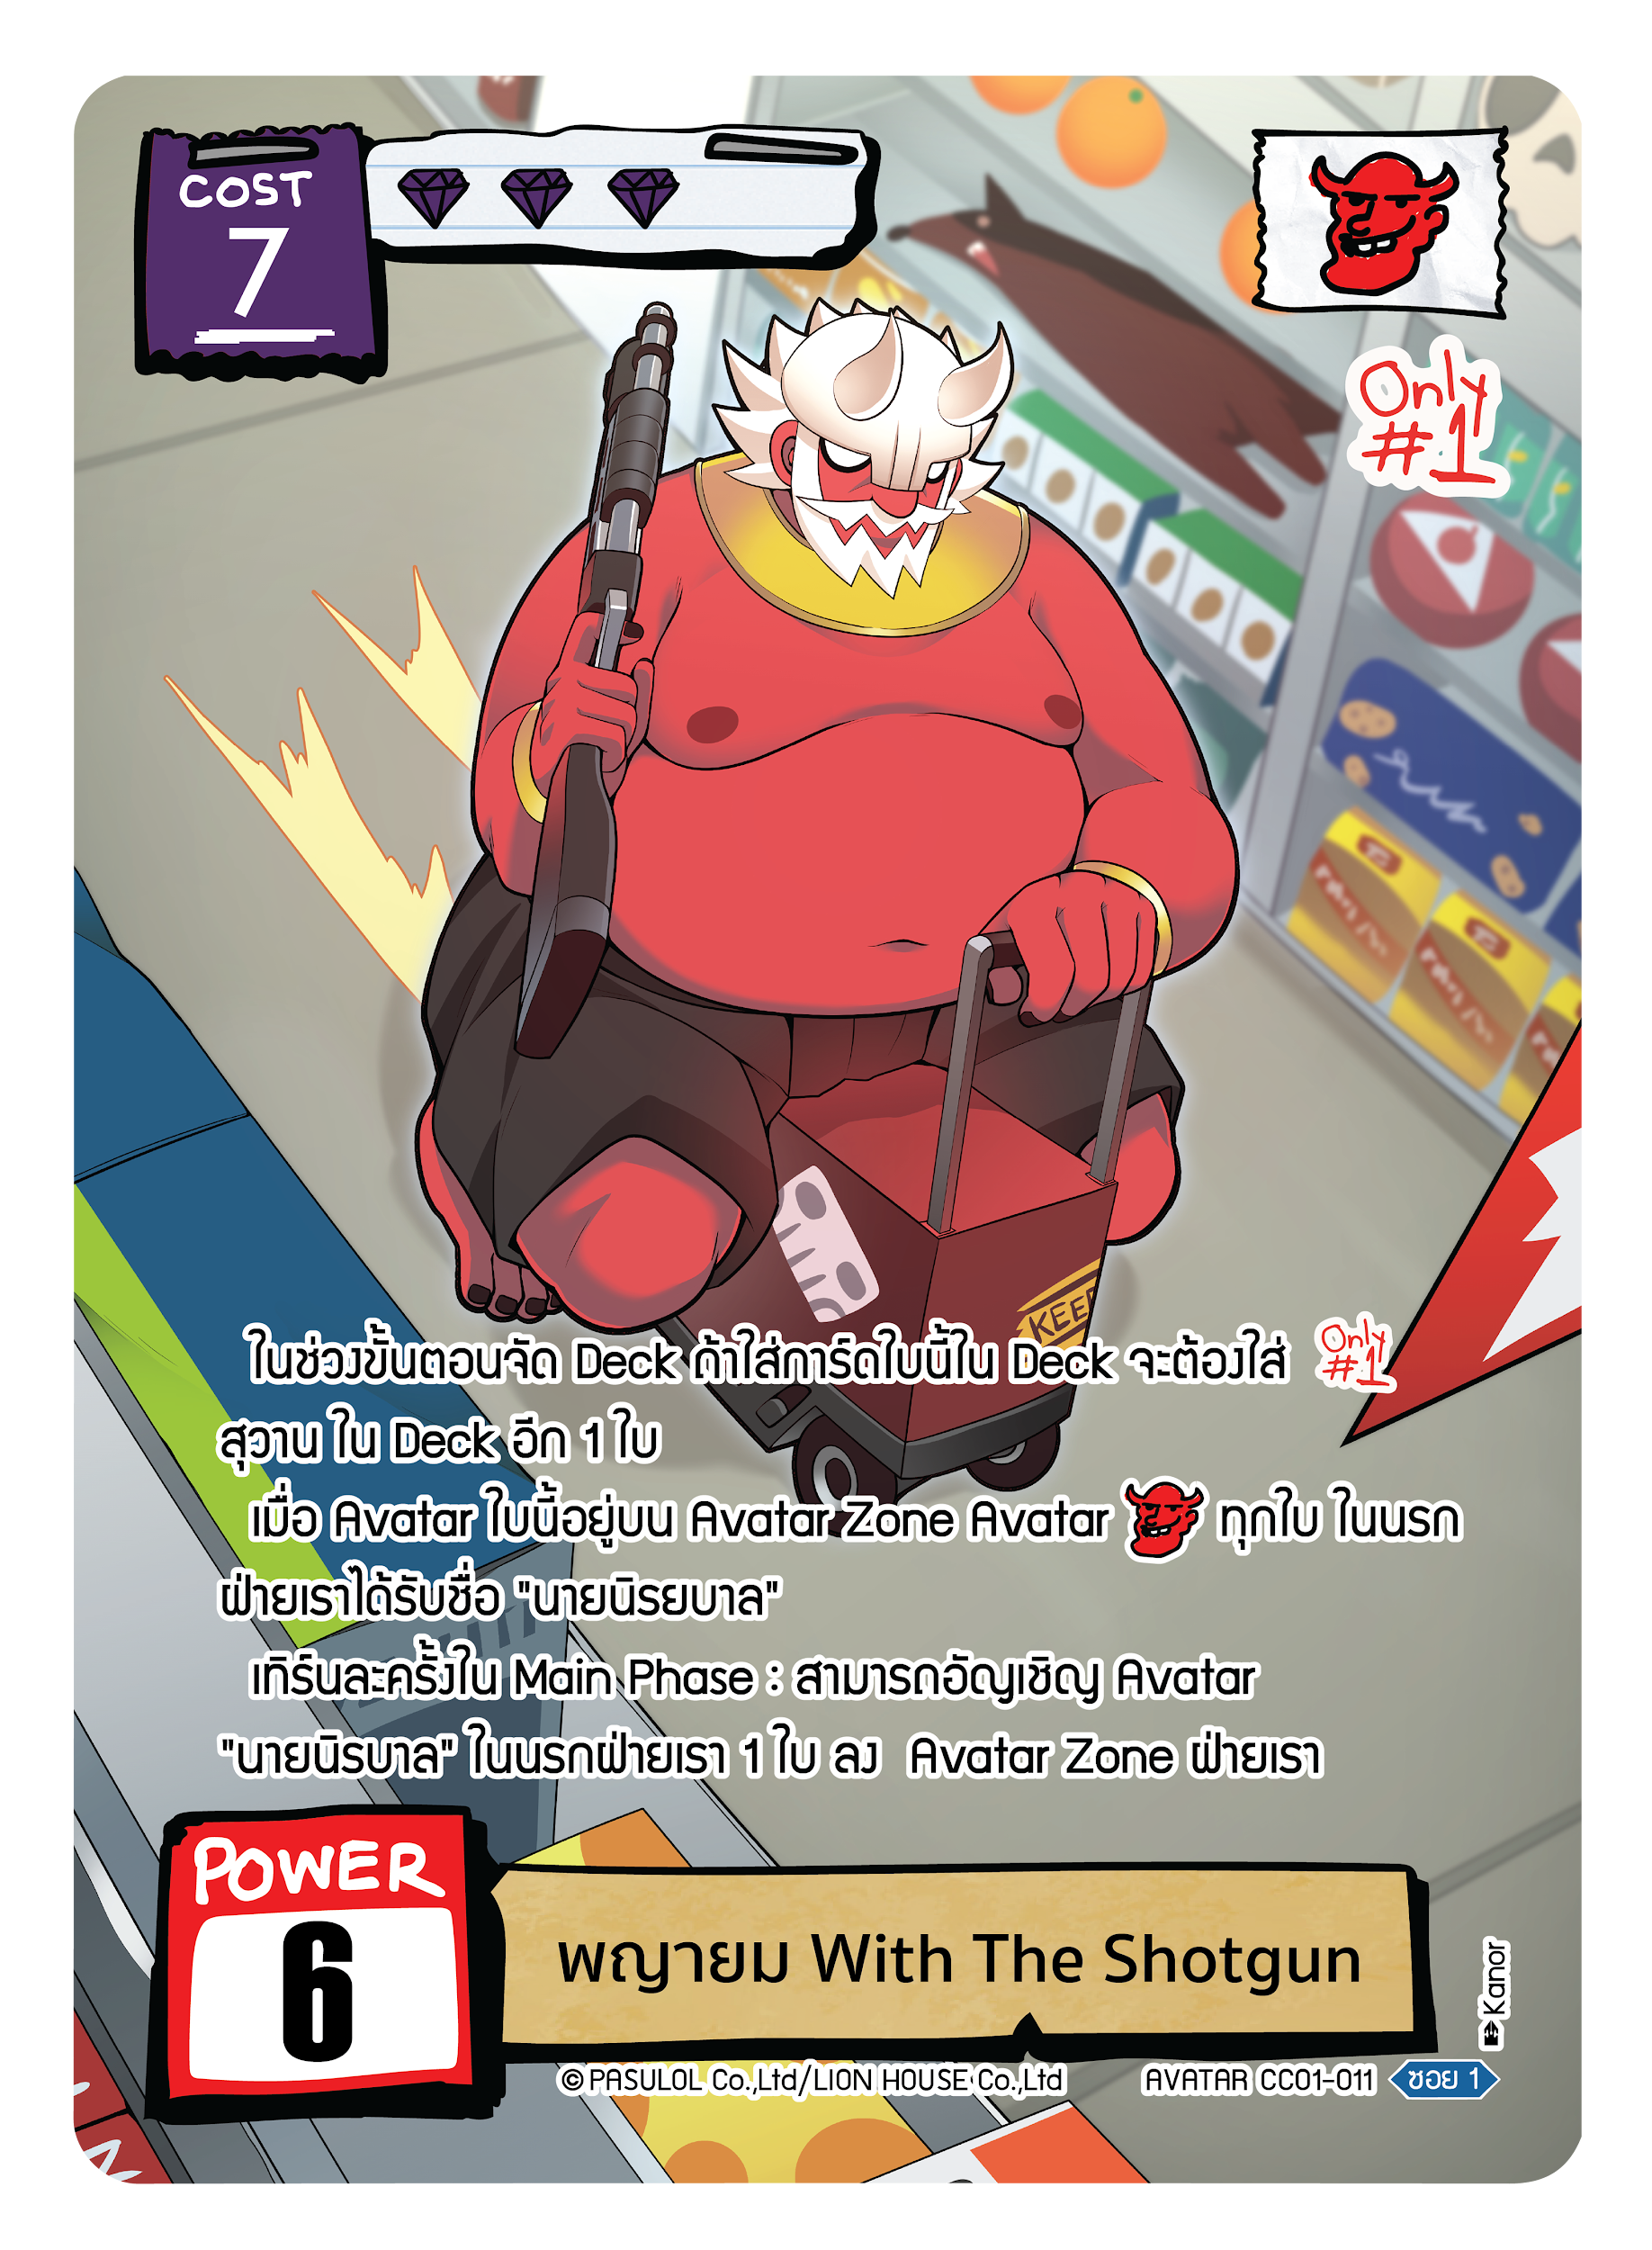 COST
7
Only
#1
KEEP
ในช่วงขั้นตอนจัด Deck ถ้าใส่การ์ดใบนี้ใน Deck จะต้องใส่ Only #1
สุวาน ใน Deck อีก 1 ใบ
เมื่อ Avatar ใบนี้อยู่บน Avatar Zone Avatar ทุกใบ ในนรก
ฝ่ายเราได้รับชื่อ "นายนิรยบาล"
เทิร์นละครั้งใน Main Phase : สามารถอัญเชิญ Avatar
"นายนิรบาล" ในนรกฝ่ายเรา 1 ใบ ลง Avatar Zone ฝ่ายเรา
POWER
6
พญายม With The Shotgun
Kanor
© PASULOL Co.,Ltd/LION HOUSE Co.,Ltd
AVATAR CC01-011
ซอย 1